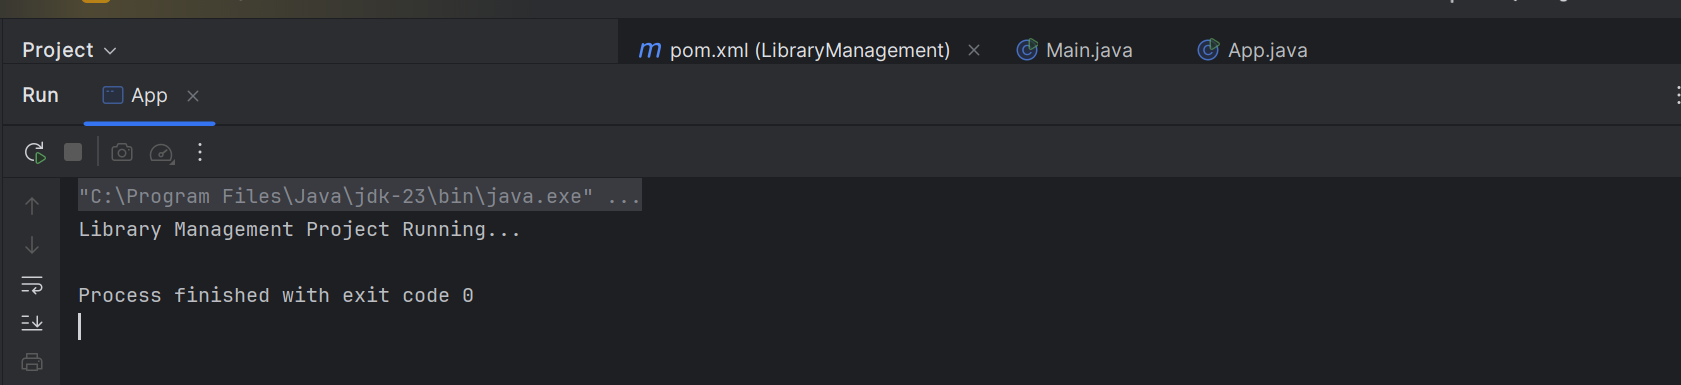 Project
pom.xml (LibraryManagement)
Main.java
App.java
Run
App
"C:\Program Files\Java\jdk-23\bin\java.exe" ...
Library Management Project Running...
Process finished with exit code 0